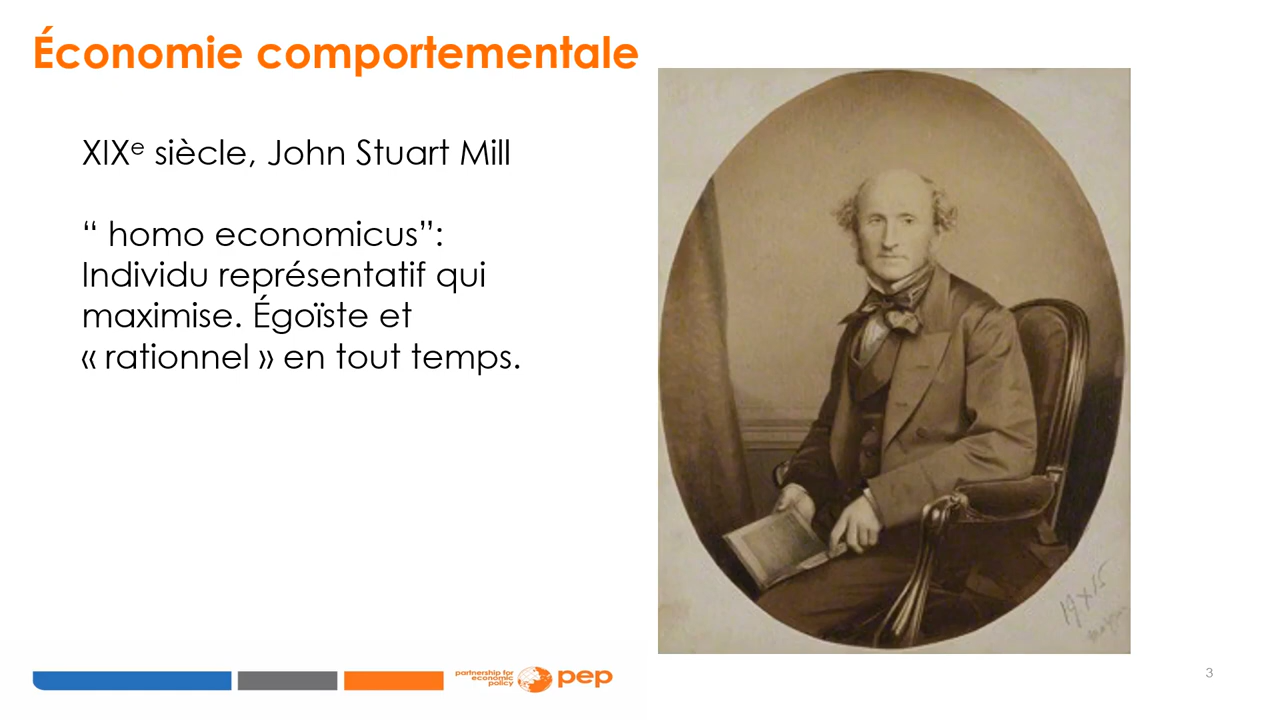 Économie comportementale
XIXe siècle, John Stuart Mill
“ homo economicus”:
Individu représentatif qui
maximise. Égoïste et
« rationnel » en tout temps.
partnership for
economic
policy
pep
3